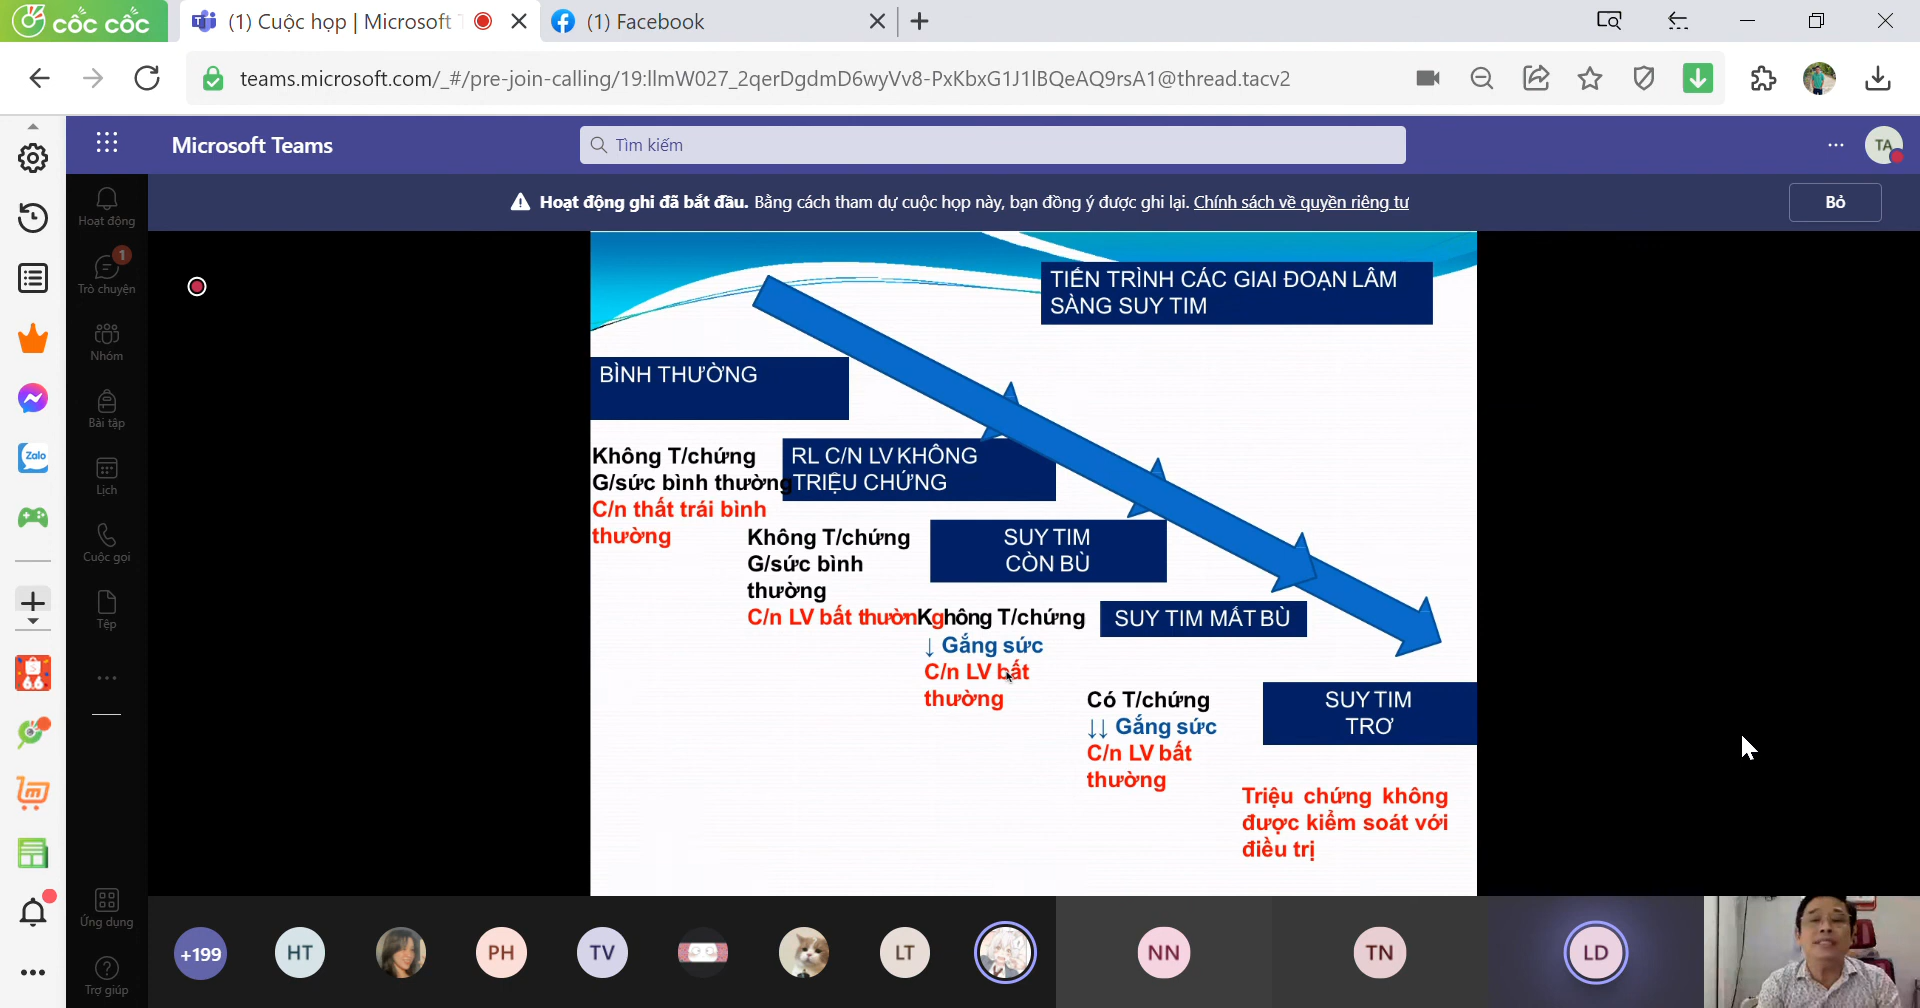 cốc cốc
(1) Cuộc họp | Microsoft T
(1) Facebook
teams.microsoft.com/_#/pre-join-calling/19:llmW027_2qerDgdmD6wyVv8-PxKbxG1J1lBQeAQ9rsA1@thread.tacv2
Microsoft Teams
Tìm kiếm
TA
Hoạt động ghi đã bắt đầu. Bằng cách tham dự cuộc họp này, bạn đồng ý được ghi lại. Chính sách về quyền riêng tư
Bỏ
Hoạt động
1
Trò chuyện
Nhóm
Bài tập
Lịch
Cuộc gọi
Tệp
Ứng dụng
Trợ giúp
Zalo
6.6
TIẾN TRÌNH CÁC GIAI ĐOẠN LÂM
SÀNG SUY TIM
BÌNH THƯỜNG
Không T/chứng
G/sức bình thường
C/n thất trái bình
thường
RL C/N LV KHÔNG
TRIỆU CHỨNG
Không T/chứng
G/sức bình
thường
C/n LV bất thường
SUY TIM
CÒN BÙ
Không T/chứng
↓ Gắng sức
C/n LV bất
thường
SUY TIM MẤT BÙ
Có T/chứng
↓↓ Gắng sức
C/n LV bất
thường
SUY TIM
TRƠ
Triệu chứng không
được kiểm soát với
điều trị
+199
HT
PH
TV
LT
NN
TN
LD